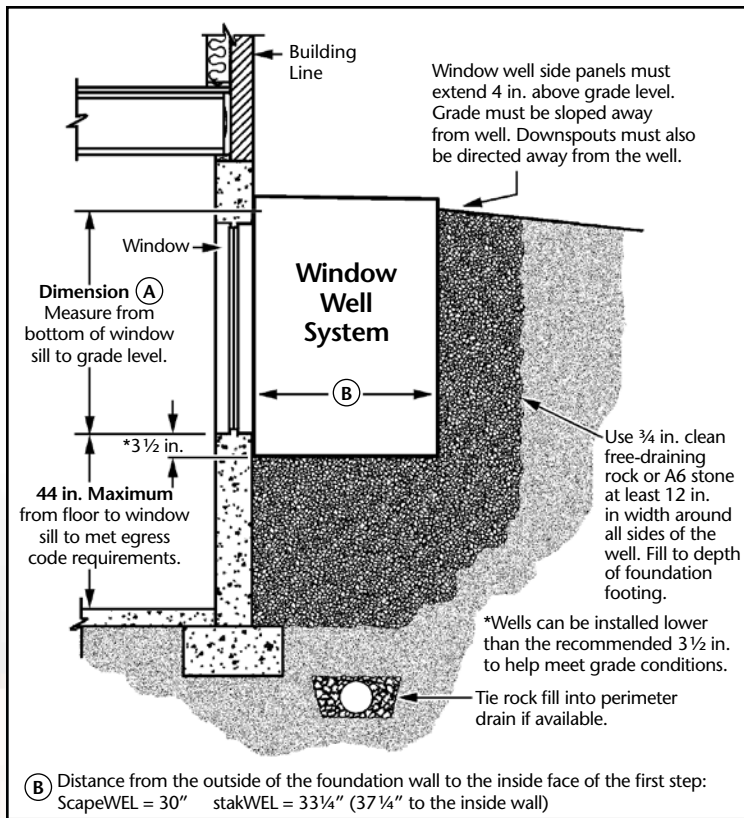 Building
Line
Window well side panels must
extend 4 in. above grade level.
Grade must be sloped away
from well. Downspouts must also
be directed away from the well.
Window
Dimension Ⓐ
Measure from
bottom of window
sill to grade level.
Window
Well
System
Ⓑ
*3 ½ in.
44 in. Maximum
from floor to window
sill to met egress
code requirements.
Use ¾ in. clean
free-draining
rock or A6 stone
at least 12 in.
in width around
all sides of the
well. Fill to depth
of foundation
footing.
*Wells can be installed lower
than the recommended 3 ½ in.
to help meet grade conditions.
Tie rock fill into perimeter
drain if available.
Ⓑ Distance from the outside of the foundation wall to the inside face of the first step:
ScapeWEL = 30″ stakWEL = 33¼″ (37 ¼″ to the inside wall)